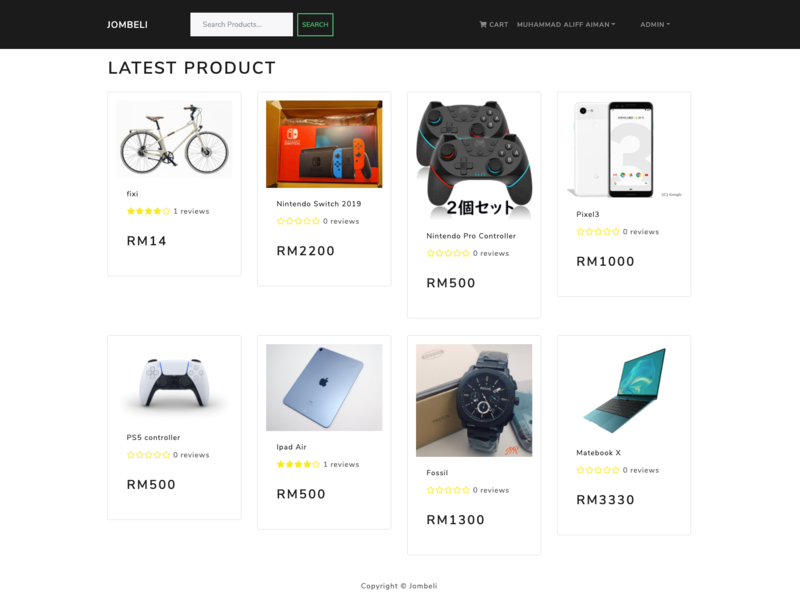 JOMBELI
Search Products...
SEARCH
CART
MUHAMMAD ALIFF AIMAN
ADMIN
LATEST PRODUCT
fixi
1 reviews
RM14
Nintendo Switch 2019
0 reviews
RM2200
2個セット
Nintendo Pro Controller
0 reviews
RM500
(C) Google
Pixel3
0 reviews
RM1000
PS5 controller
0 reviews
RM500
Ipad Air
1 reviews
RM500
Fossil
0 reviews
RM1300
Matebook X
0 reviews
RM3330
Copyright © Jombeli